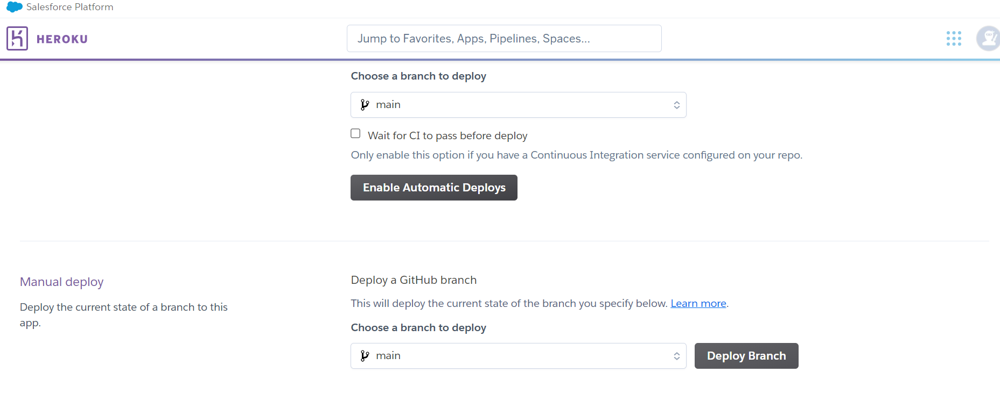 Salesforce Platform
HEROKU
Jump to Favorites, Apps, Pipelines, Spaces...
Choose a branch to deploy
main
Wait for CI to pass before deploy
Only enable this option if you have a Continuous Integration service configured on your repo.
Enable Automatic Deploys
Manual deploy
Deploy the current state of a branch to this
app.
Deploy a GitHub branch
This will deploy the current state of the branch you specify below. Learn more.
Choose a branch to deploy
main
Deploy Branch